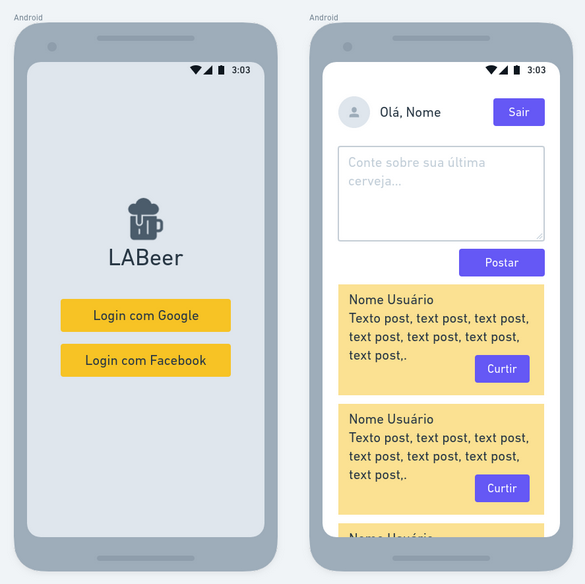 Android
3:03
LABeer
Login com Google
Login com Facebook
Android
3:03
Olá, Nome
Sair
Conte sobre sua última
cerveja...
Postar
Nome Usuário
Texto post, text post, text post,
text post, text post, text post,
text post,.
Curtir
Nome Usuário
Texto post, text post, text post,
text post, text post, text post,
text post,.
Curtir
Nome Usuário